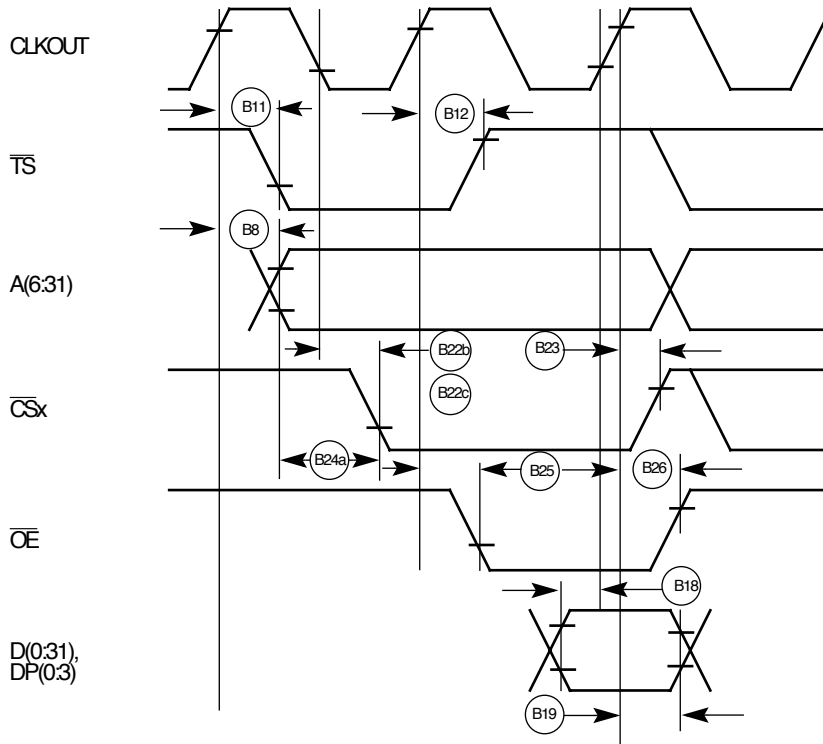 CLKOUT
B11
B12
TS
B8
A(6:31)
B22b
B23
B22c
CSx
B24a
B25
B26
OE
B18
D(0:31),
DP(0:3)
B19